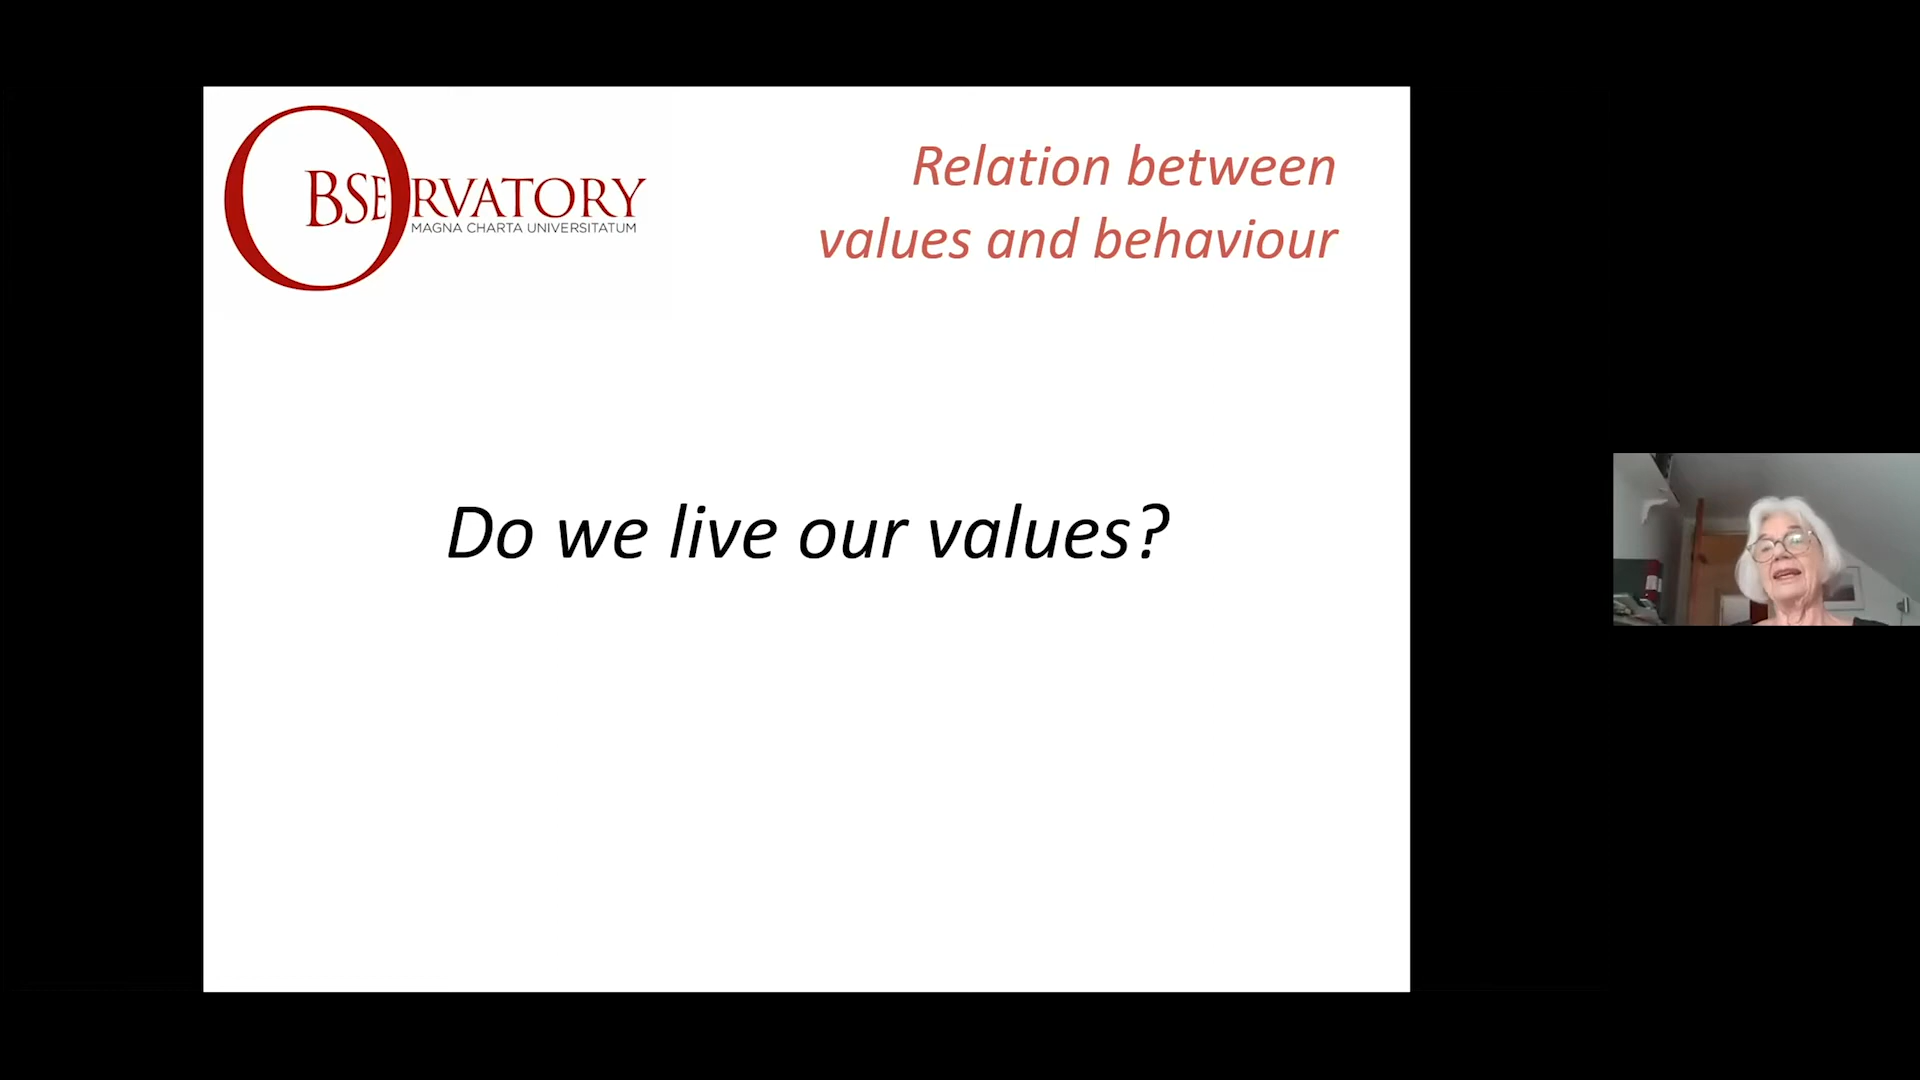 OBSERVATORY
MAGNA CHARTA UNIVERSITATUM
Relation between
values and behaviour
Do we live our values?